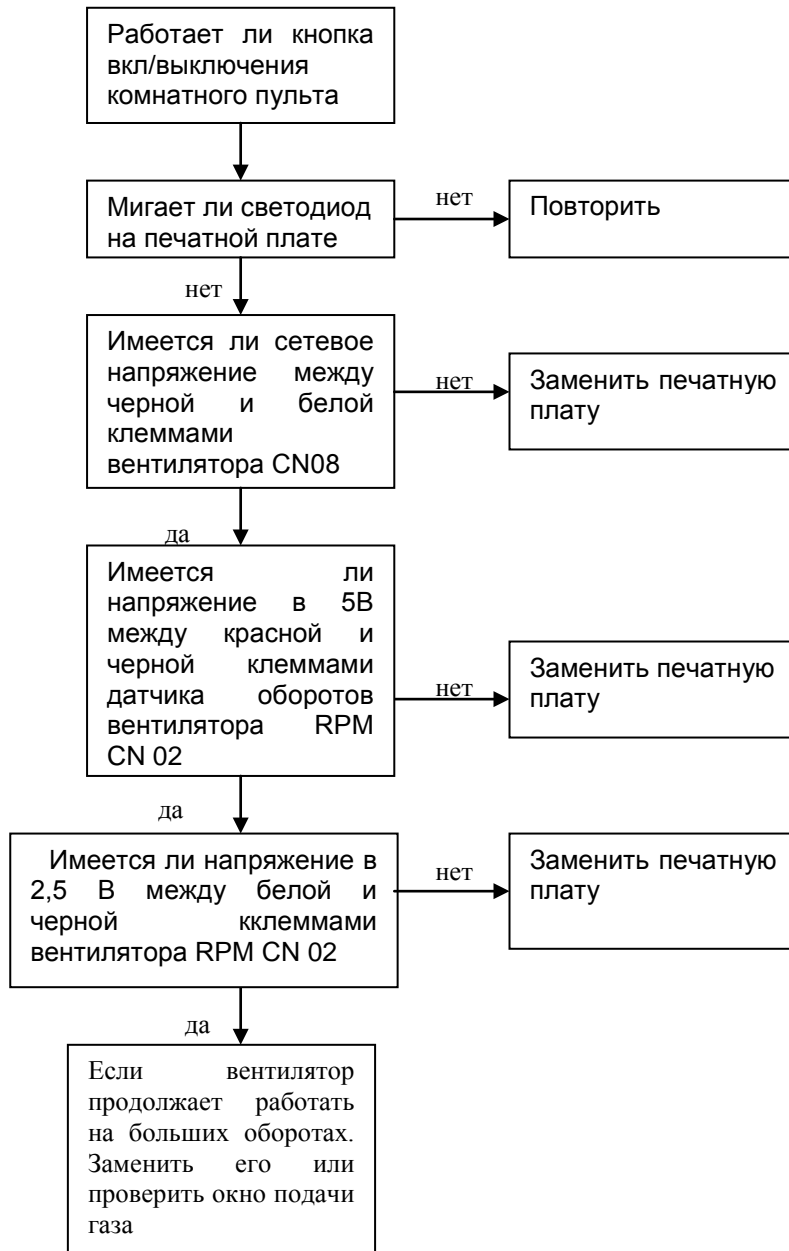 Работает ли кнопка
вкл/выключения
комнатного пульта
Мигает ли светодиод
на печатной плате
нет
Повторить
нет
Имеется ли сетевое
напряжение между
черной и белой
клеммами
вентилятора CN08
нет
Заменить печатную
плату
да
Имеется ли
напряжение в 5В
между красной и
черной клеммами
датчика оборотов
вентилятора RPM
CN 02
нет
Заменить печатную
плату
да
Имеется ли напряжение в
2,5 В между белой и
черной кклеммами
вентилятора RPM CN 02
нет
Заменить печатную
плату
да
Если вентилятор
продолжает работать
на больших оборотах.
Заменить его или
проверить окно подачи
газа